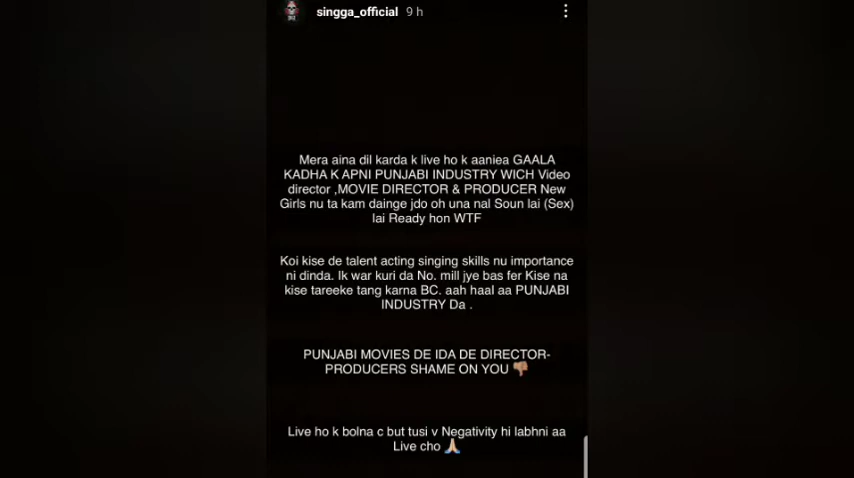 singga_official 9 h
Mera aina dil karda k live ho k aaniea GAALA
KADHA K APNI PUNJABI INDUSTRY WICH Video
director ,MOVIE DIRECTOR & PRODUCER New
Girls nu ta kam dainge jdo oh una nal Soun lai (Sex)
lai Ready hon WTF
Koi kise de talent acting singing skills nu importance
ni dinda. Ik war kuri da No. mill jye bas fer Kise na
kise tareeke tang karna BC. aah haal aa PUNJABI
INDUSTRY Da .
PUNJABI MOVIES DE IDA DE DIRECTOR-
PRODUCERS SHAME ON YOU 👎🏽
Live ho k bolna c but tusi v Negativity hi labhni aa
Live cho 🙏🏼